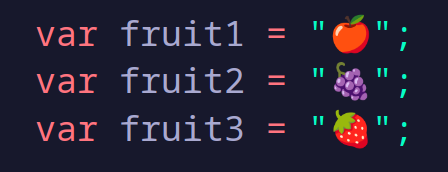 var fruit1 = "🍎";
var fruit2 = "🍇";
var fruit3 = "🍓";